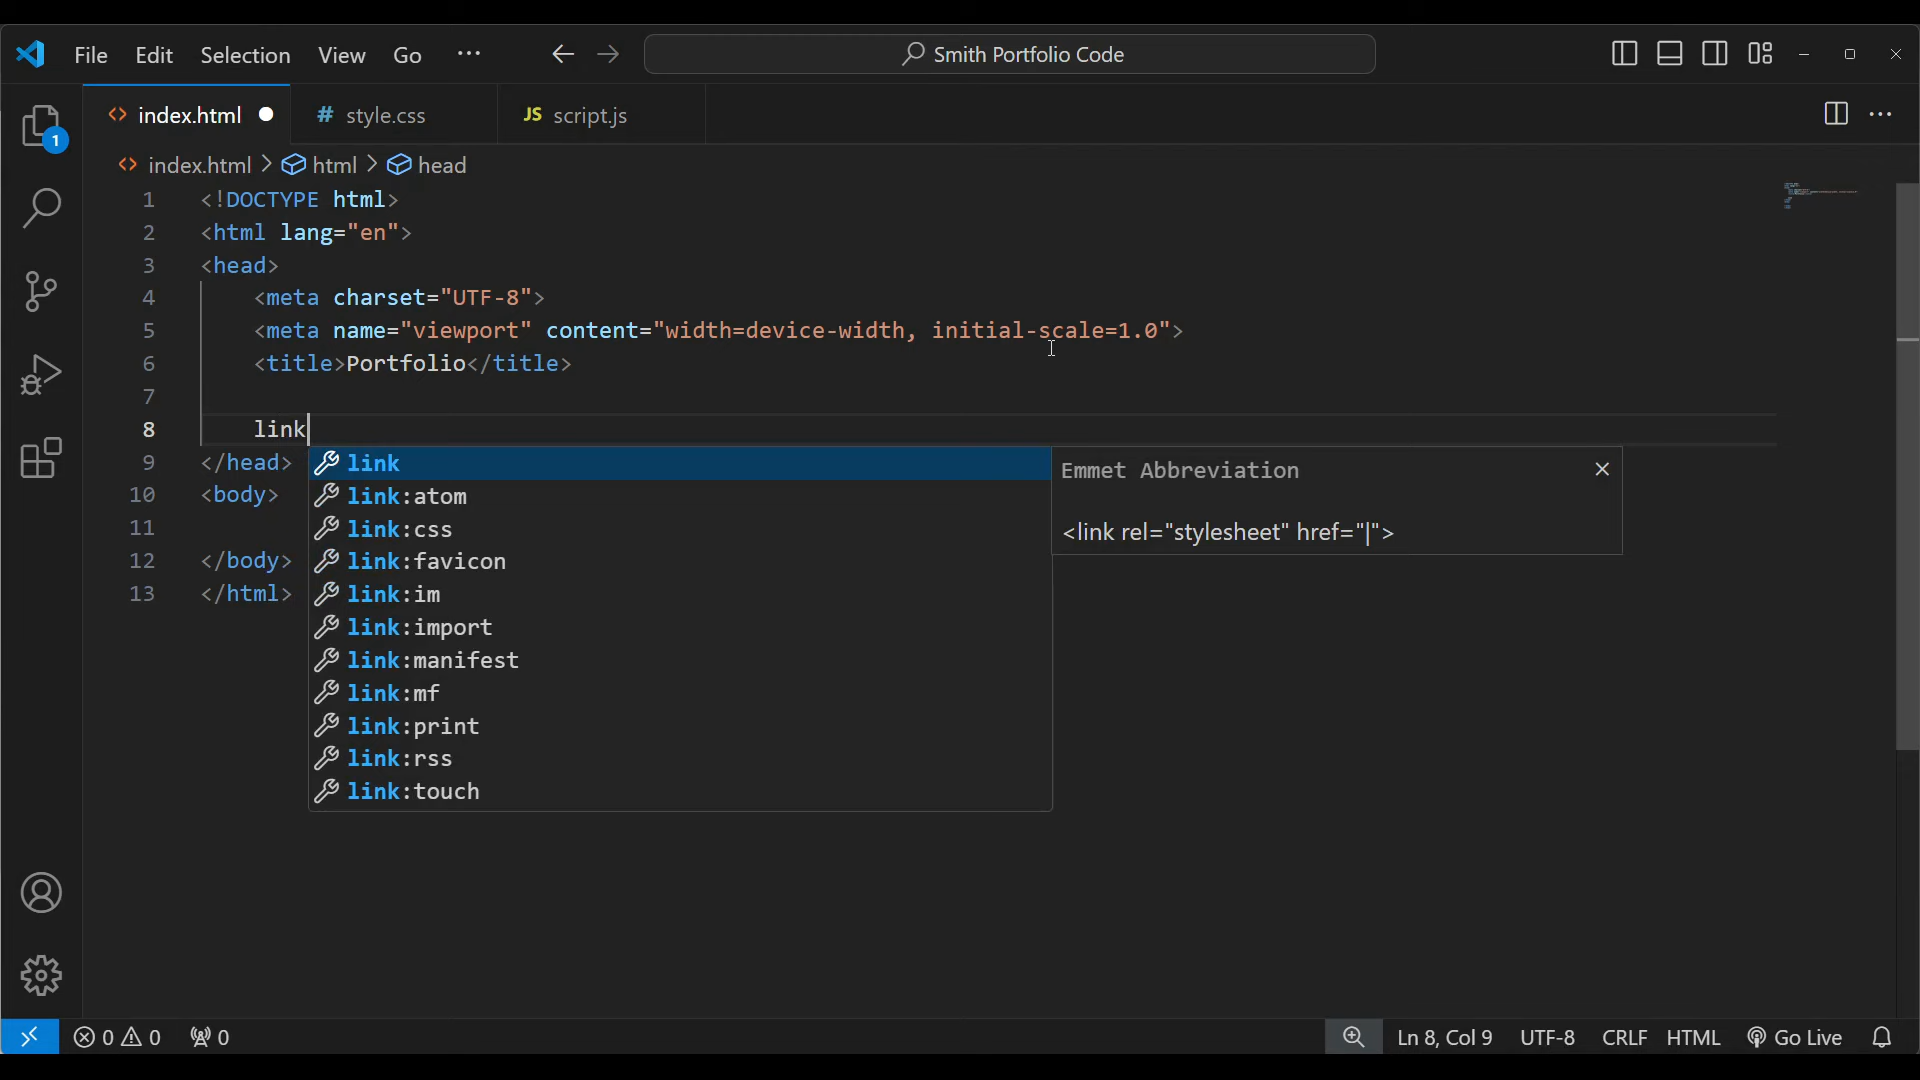 File Edit Selection View Go ··· Smith Portfolio Code
index.html # style.css JS script.js
1
index.html > html > head
1 <!DOCTYPE html>
2 <html lang="en">
3 <head>
4 <meta charset="UTF-8">
5 <meta name="viewport" content="width=device-width, initial-scale=1.0">
6 <title>Portfolio</title>
7
8 link
9 </head>
10 <body>
11
12 </body>
13 </html>
link
link:atom
link:css
link:favicon
link:im
link:import
link:manifest
link:mf
link:print
link:rss
link:touch
Emmet Abbreviation
<link rel="stylesheet" href="|">
0 0 0 Ln 8, Col 9 UTF-8 CRLF HTML Go Live